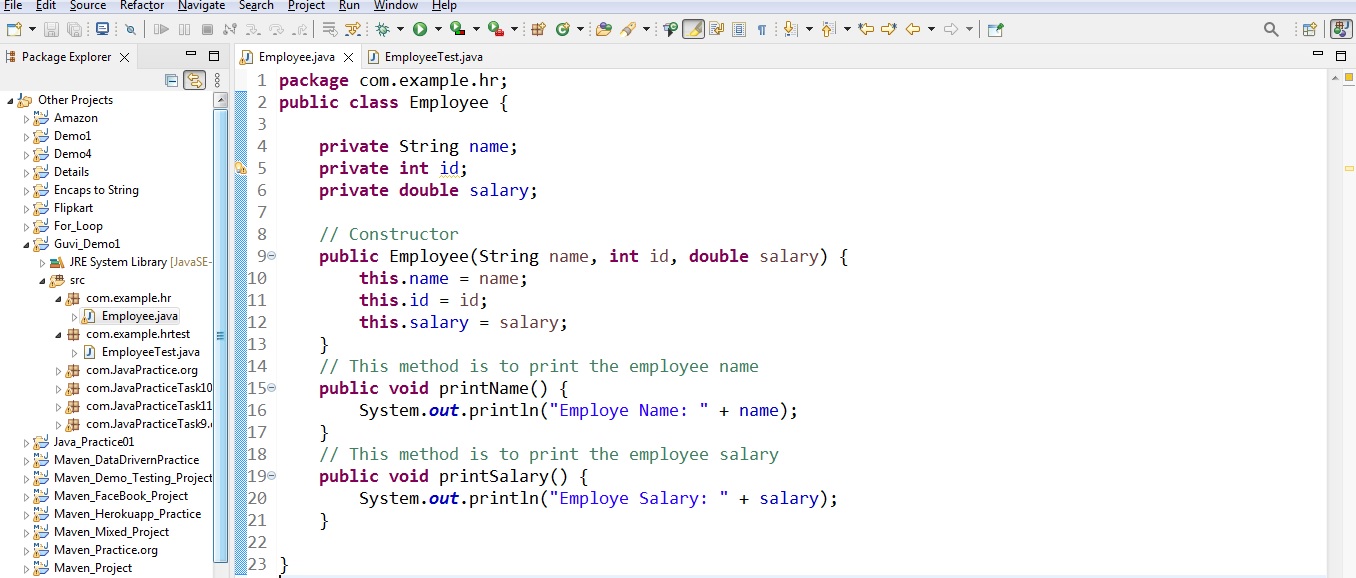 File Edit Source Refactor Navigate Search Project Run Window Help
Package Explorer
Employee.java
EmployeeTest.java
Other Projects
Amazon
Demo1
Demo4
Details
Encaps to String
Flipkart
For_Loop
Guvi_Demo1
JRE System Library [JavaSE-
src
com.example.hr
Employee.java
com.example.hrtest
EmployeeTest.java
com.JavaPractice.org
com.JavaPracticeTask10
com.JavaPracticeTask11
com.JavaPracticeTask9.
Java_Practice01
Maven_DataDrivernPractice
Maven_Demo_Testing_Project
Maven_FaceBook_Project
Maven_Herokuapp_Practice
Maven_Mixed_Project
Maven_Practice.org
Maven_Project
1 package com.example.hr;
2 public class Employee {
3
4 private String name;
5 private int id;
6 private double salary;
7
8 // Constructor
9 public Employee(String name, int id, double salary) {
10 this.name = name;
11 this.id = id;
12 this.salary = salary;
13 }
14 // This method is to print the employee name
15 public void printName() {
16 System.out.println("Employe Name: " + name);
17 }
18 // This method is to print the employee salary
19 public void printSalary() {
20 System.out.println("Employe Salary: " + salary);
21 }
22
23 }